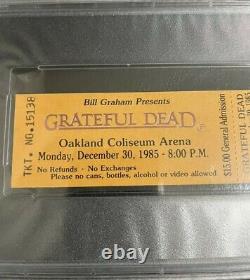 Bill Graham Presents
GRATEFUL DEAD
Oakland Coliseum Arena
Monday, December 30, 1985 - 8:00 P.M.
No Refunds - No Exchanges
Please no cans, bottles, alcohol or video allowed
TKT. NO.15138
$15.00 General Admission
GRATEFUL DEAD